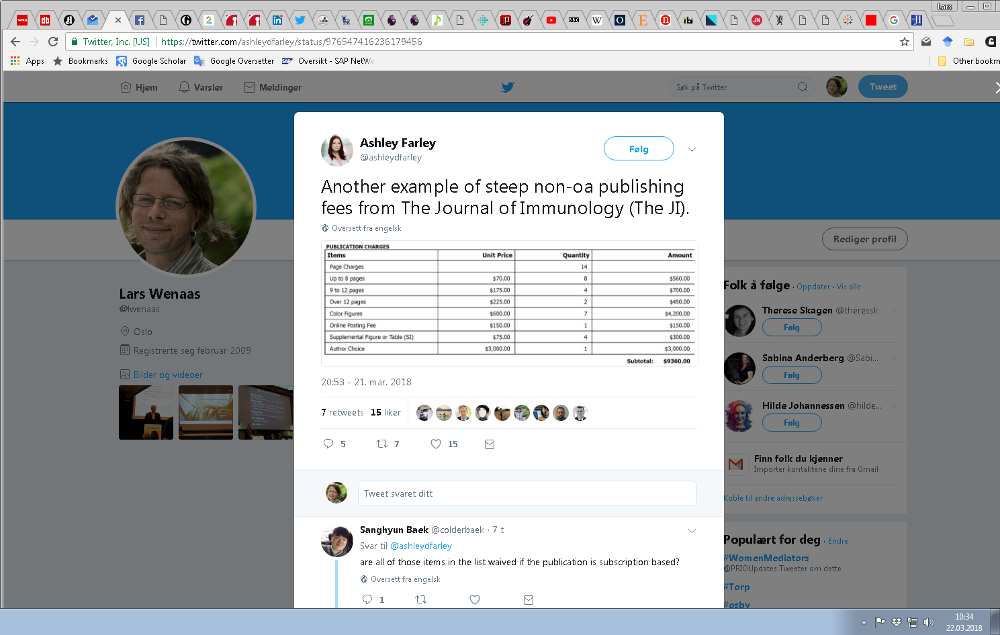 Lars
Twitter, Inc. [US] https://twitter.com/ashleydfarley/status/976547416236179456
Apps Bookmarks Google Scholar Google Oversetter Oversikt - SAP NetWe Other bookm
Hjem Varsler Meldinger Søk på Twitter Tweet
Ashley Farley
@ashleydfarley
Følg
Another example of steep non-oa publishing
fees from The Journal of Immunology (The JI).
Oversett fra engelsk
PUBLICATION CHARGES
Items Unit Price Quantity Amount
Page Charges 14
Up to 8 pages $70.00 8 $560.00
9 to 12 pages $175.00 4 $700.00
Over 12 pages $225.00 2 $450.00
Color Figures $600.00 7 $4,200.00
Online Posting Fee $150.00 1 $150.00
Supplemental Figure or Table (SI) $75.00 4 $300.00
Author Choice $3,000.00 1 $3,000.00
Subtotal: $9360.00
20:53 - 21. mar. 2018
7 retweets 15 liker
5 7 15
Tweet svaret ditt
Sanghyun Baek @colderbaek · 7 t
Svar til @ashleydfarley
are all of those items in the list waived if the publication is subscription based?
Oversett fra engelsk
1
Lars Wenaas
@lwenaas
Oslo
Registrerte seg februar 2009
Bilder og videoer
Rediger profil
Folk å følge · Oppdater · Vis alle
Therese Skagen @theressk
Følg
Sabina Anderberg @Sabi...
Følg
Hilde Johannessen @hilde...
Følg
Finn folk du kjenner
Importer kontaktene dine fra Gmail
Koble til andre adressebøker
Populært for deg · Endre
#WomenMediators
@PRIOUpdates Tweeter om dette
#Torp
#osby
10:34
22.03.2018